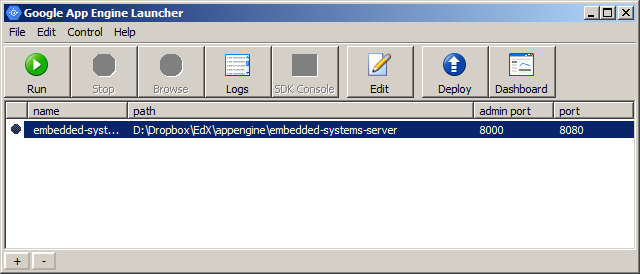 Google App Engine Launcher
File Edit Control Help
Run Stop Browse Logs SDK Console Edit Deploy Dashboard
name path admin port port
embedded-syst... D:\Dropbox\EdX\appengine\embedded-systems-server 8000 8080
+ -